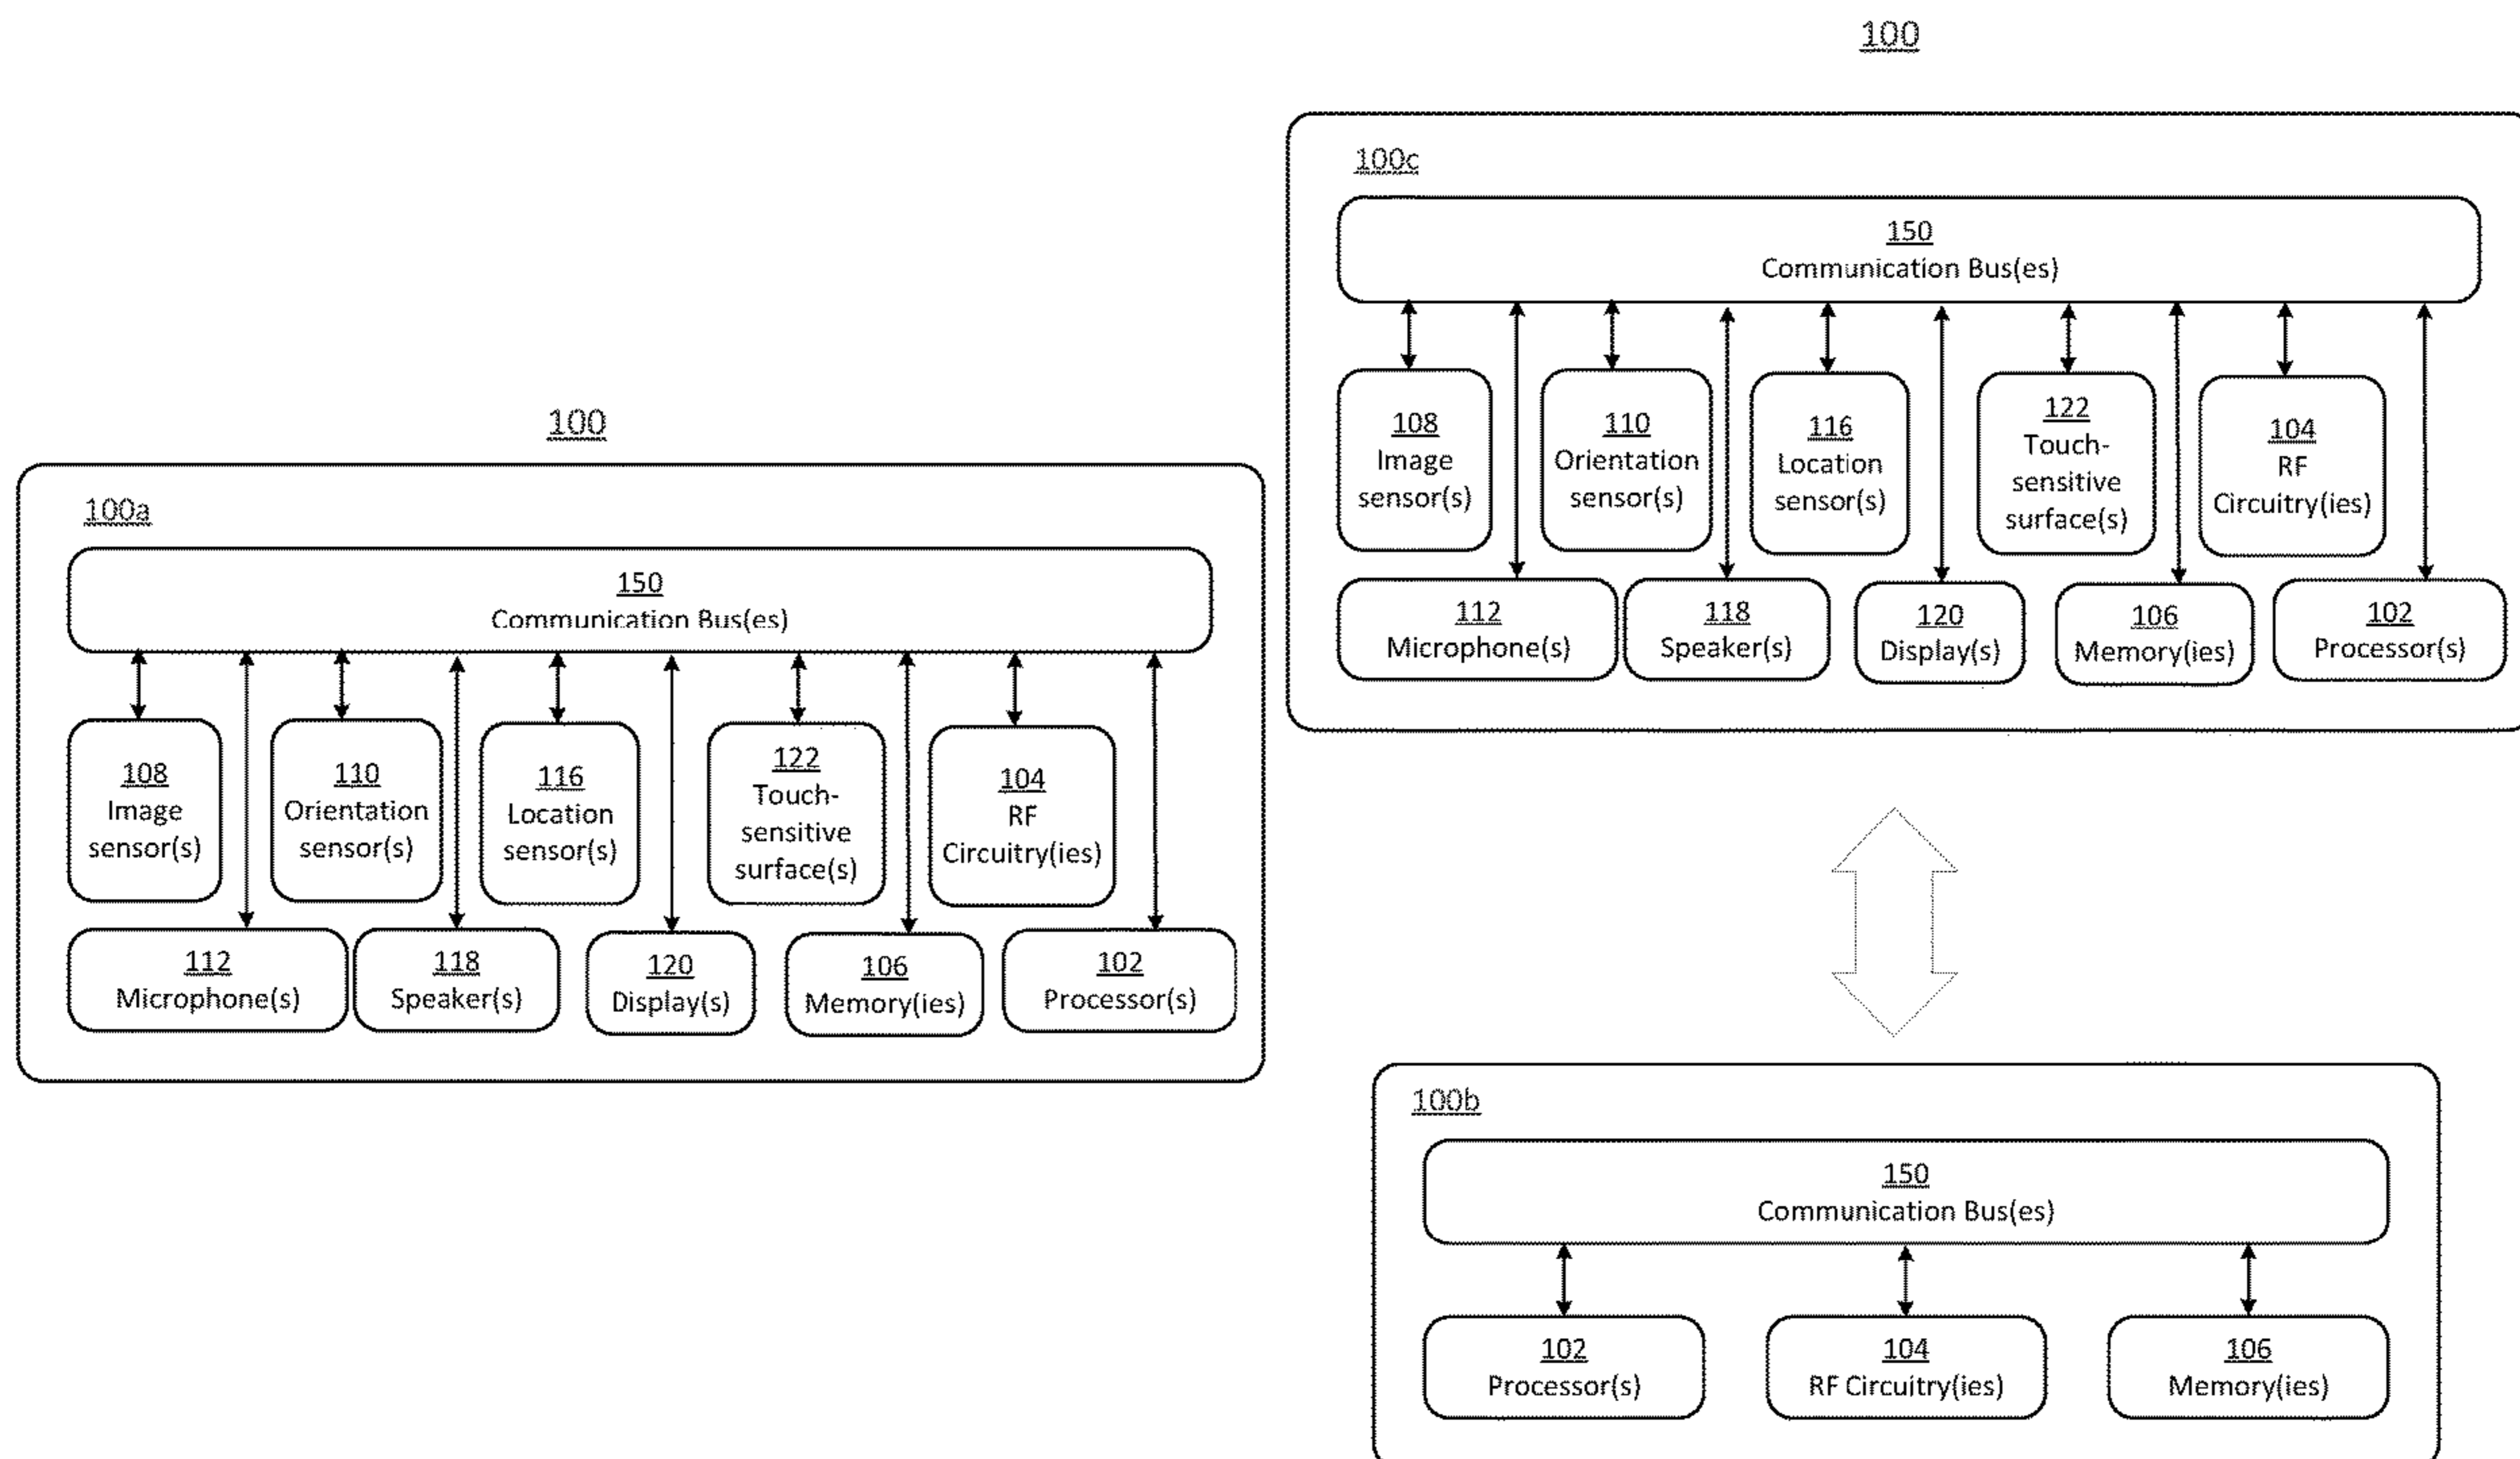 100
100a
150
Communication Bus(es)
108
Image
sensor(s)
110
Orientation
sensor(s)
116
Location
sensor(s)
122
Touch-
sensitive
surface(s)
104
RF
Circuitry(ies)
112
Microphone(s)
118
Speaker(s)
120
Display(s)
106
Memory(ies)
102
Processor(s)
100
100c
150
Communication Bus(es)
108
Image
sensor(s)
110
Orientation
sensor(s)
116
Location
sensor(s)
122
Touch-
sensitive
surface(s)
104
RF
Circuitry(ies)
112
Microphone(s)
118
Speaker(s)
120
Display(s)
106
Memory(ies)
102
Processor(s)
100b
150
Communication Bus(es)
102
Processor(s)
104
RF Circuitry(ies)
106
Memory(ies)